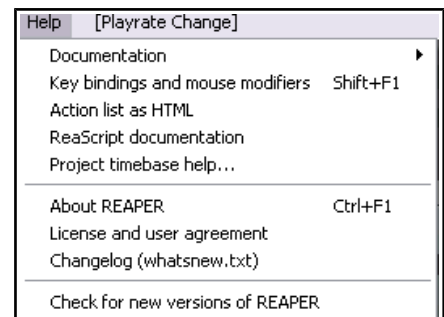 Help [Playrate Change]
Documentation
Key bindings and mouse modifiers Shift+F1
Action list as HTML
ReaScript documentation
Project timebase help...
About REAPER Ctrl+F1
License and user agreement
Changelog (whatsnew.txt)
Check for new versions of REAPER